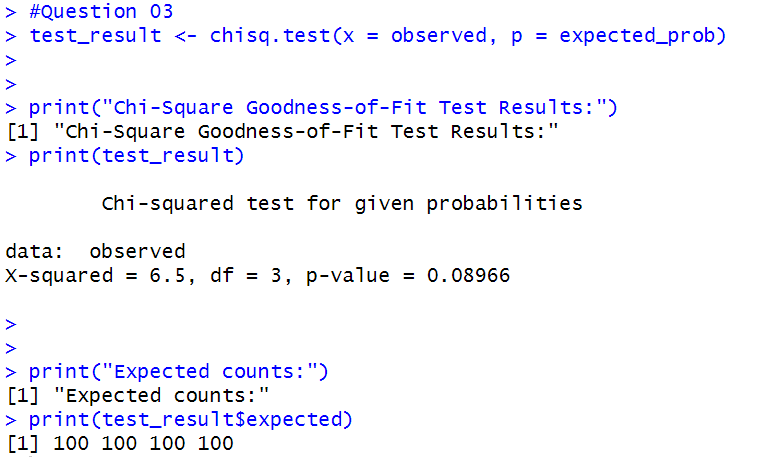 > #Question 03
> test_result <- chisq.test(x = observed, p = expected_prob)
>
>
> print("Chi-Square Goodness-of-Fit Test Results:")
[1] "Chi-Square Goodness-of-Fit Test Results:"
> print(test_result)
Chi-squared test for given probabilities
data:  observed
X-squared = 6.5, df = 3, p-value = 0.08966
>
>
> print("Expected counts:")
[1] "Expected counts:"
> print(test_result$expected)
[1] 100 100 100 100